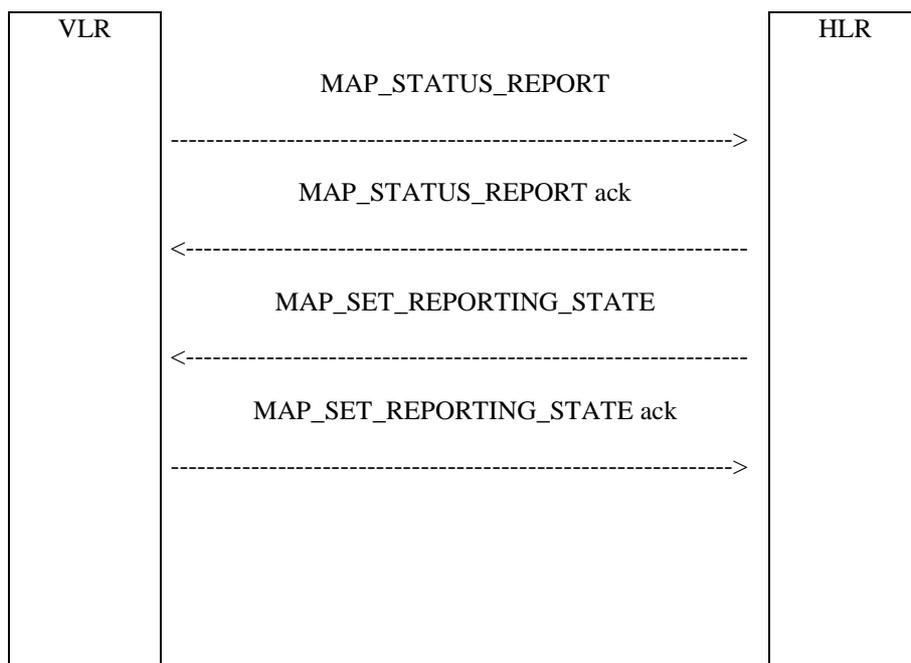 VLR HLR
MAP_STATUS_REPORT
MAP_STATUS_REPORT ack
MAP_SET_REPORTING_STATE
MAP_SET_REPORTING_STATE ack